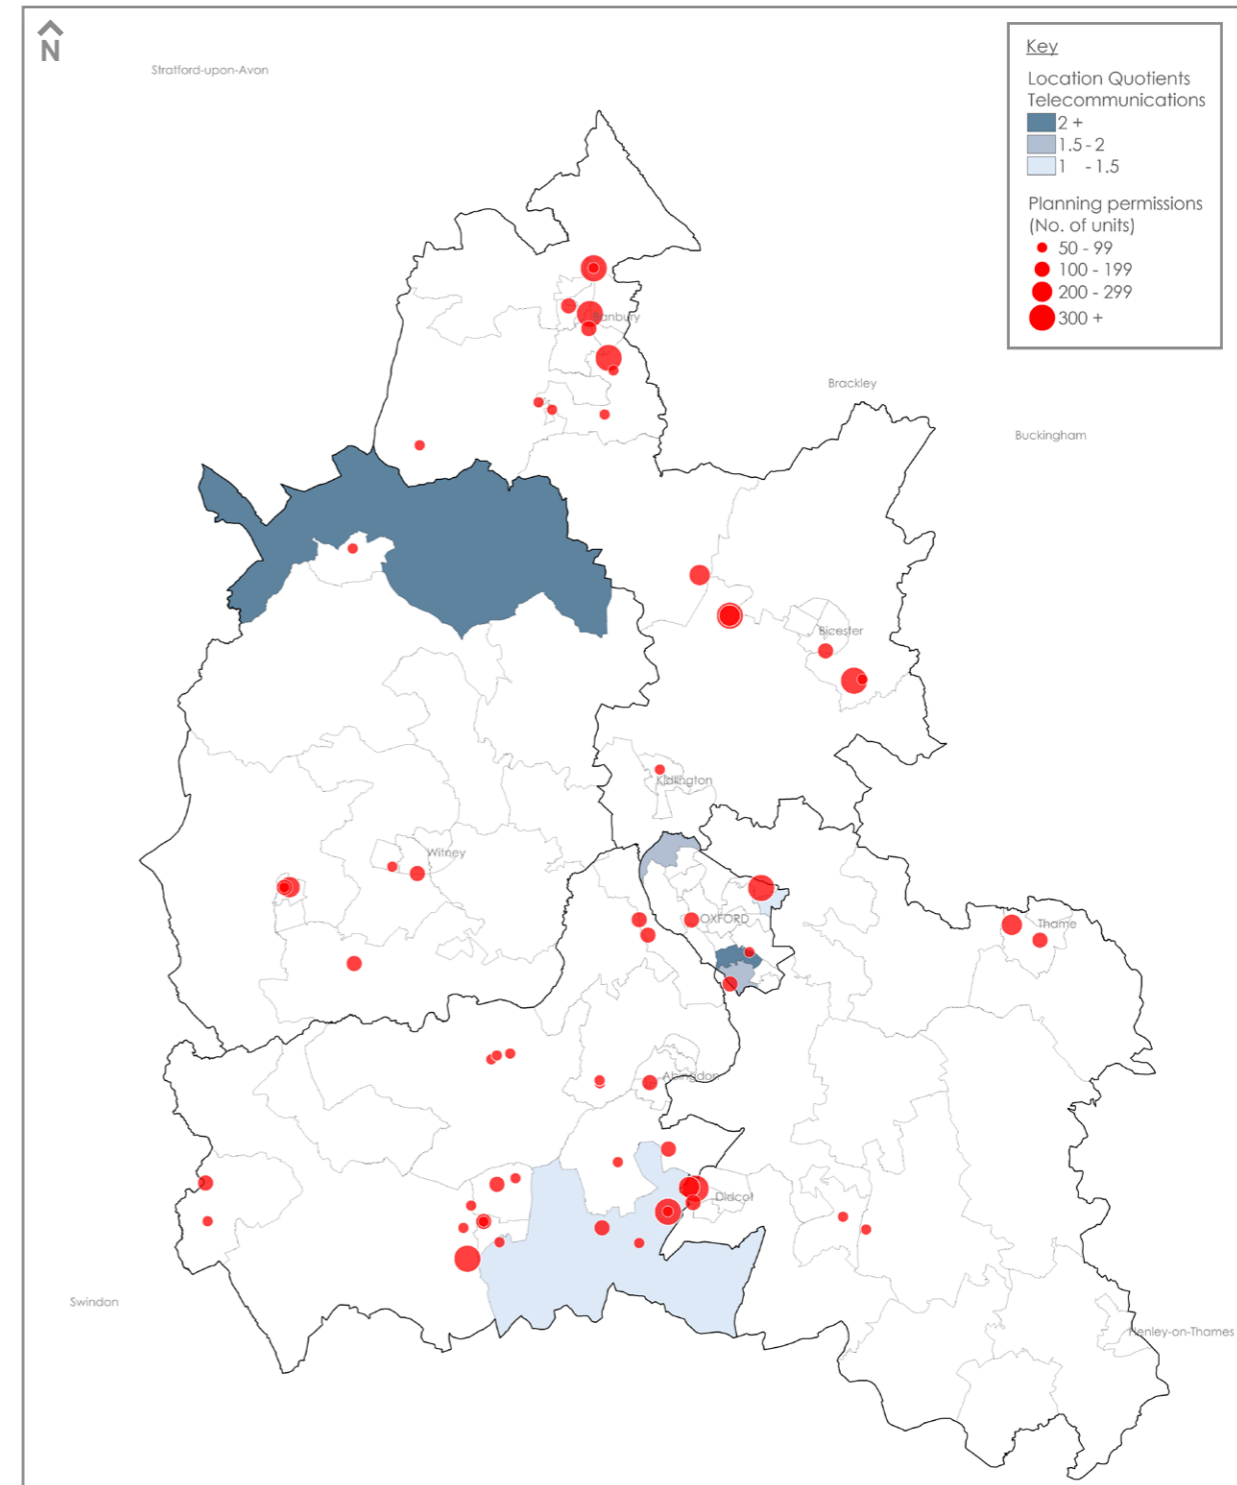 N
Stratford-upon-Avon
Key
Location Quotients
Telecommunications
2 +
1.5 - 2
1 - 1.5
Planning permissions
(No. of units)
50 - 99
100 - 199
200 - 299
300 +
Banbury
Brackley
Buckingham
Bicester
Kidlington
Witney
OXFORD
Thame
Abingdon
Didcot
Swindon
Henley-on-Thames